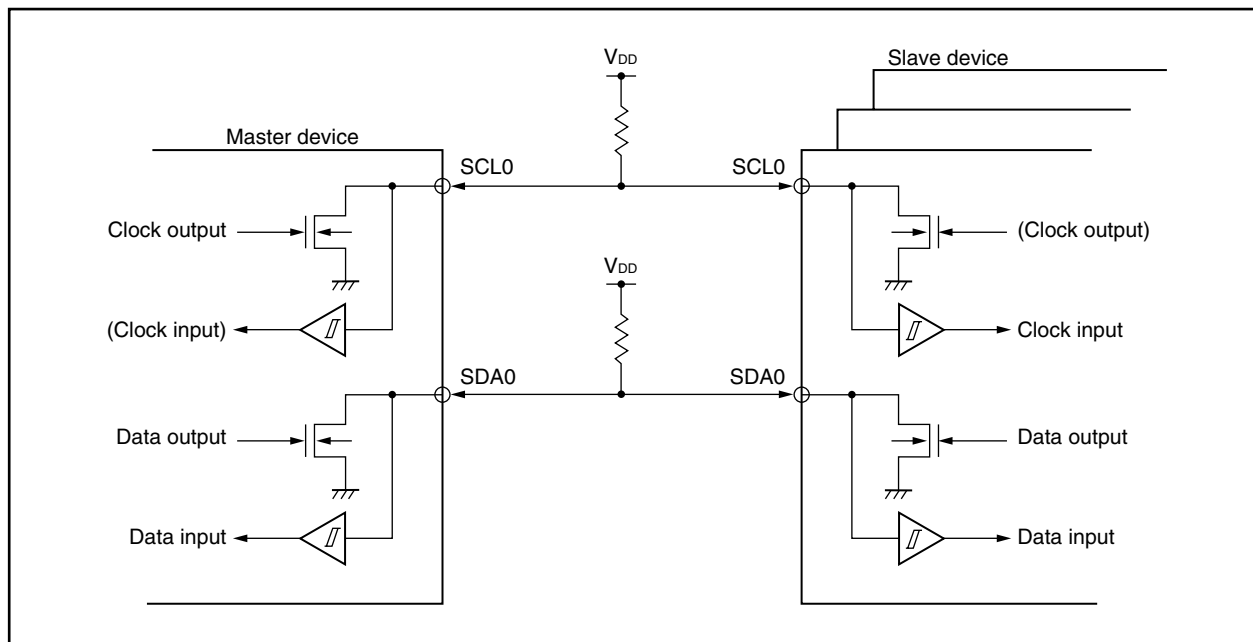 VDD
Slave device
Master device
SCL0
SCL0
Clock output
(Clock output)
VDD
(Clock input)
Clock input
SDA0
SDA0
Data output
Data output
Data input
Data input